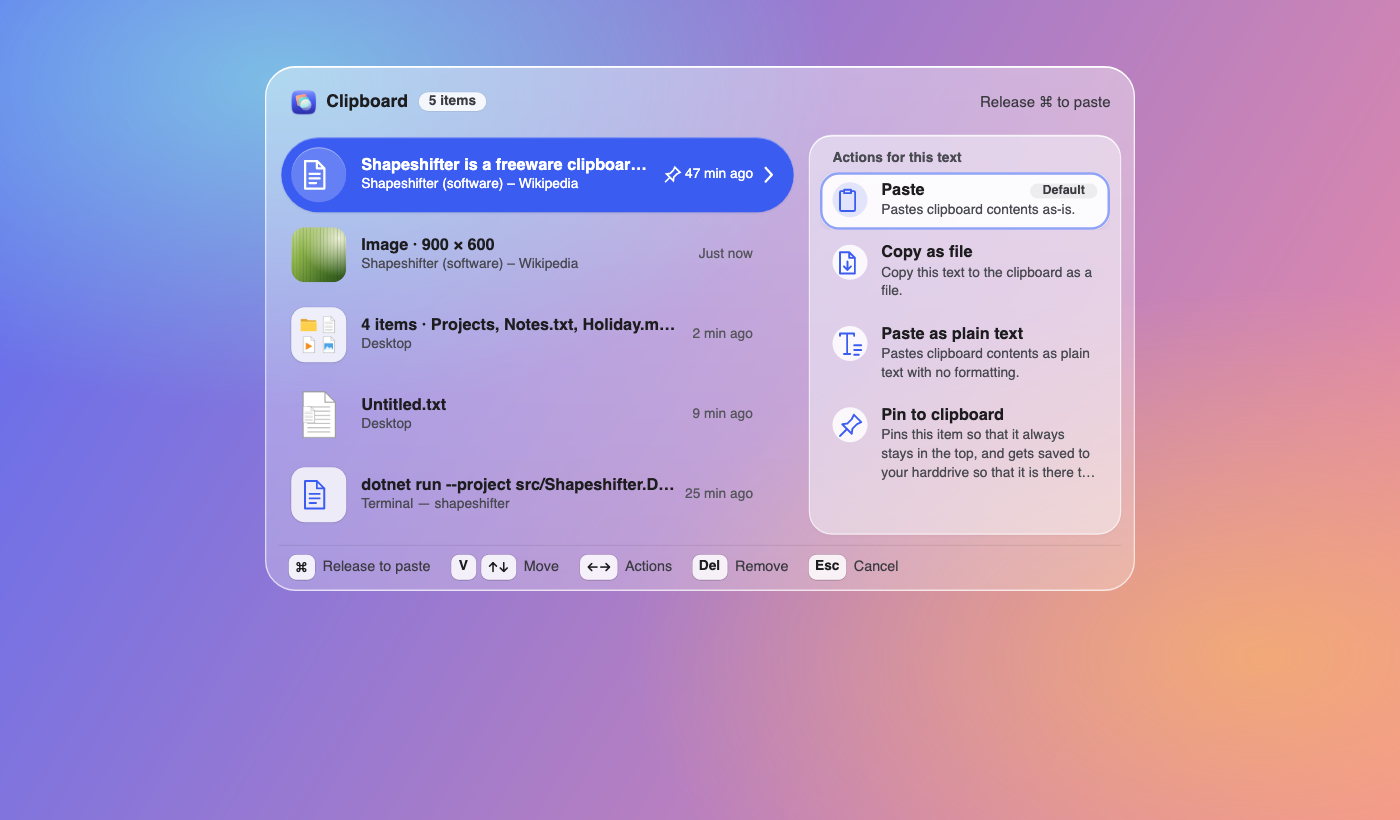 Clipboard 5 items Release ⌘ to paste
Shapeshifter is a freeware clipboar… 47 min ago
Shapeshifter (software) – Wikipedia
Image · 900 × 600 Just now
Shapeshifter (software) – Wikipedia
4 items · Projects, Notes.txt, Holiday.m… 2 min ago
Desktop
Untitled.txt 9 min ago
Desktop
dotnet run --project src/Shapeshifter.D… 25 min ago
Terminal — shapeshifter
Actions for this text
Paste Default
Pastes clipboard contents as-is.
Copy as file
Copy this text to the clipboard as a
file.
Paste as plain text
Pastes clipboard contents as plain
text with no formatting.
Pin to clipboard
Pins this item so that it always
stays in the top, and gets saved to
your harddrive so that it is there t…
⌘ Release to paste V ↑↓ Move ←→ Actions Del Remove Esc Cancel